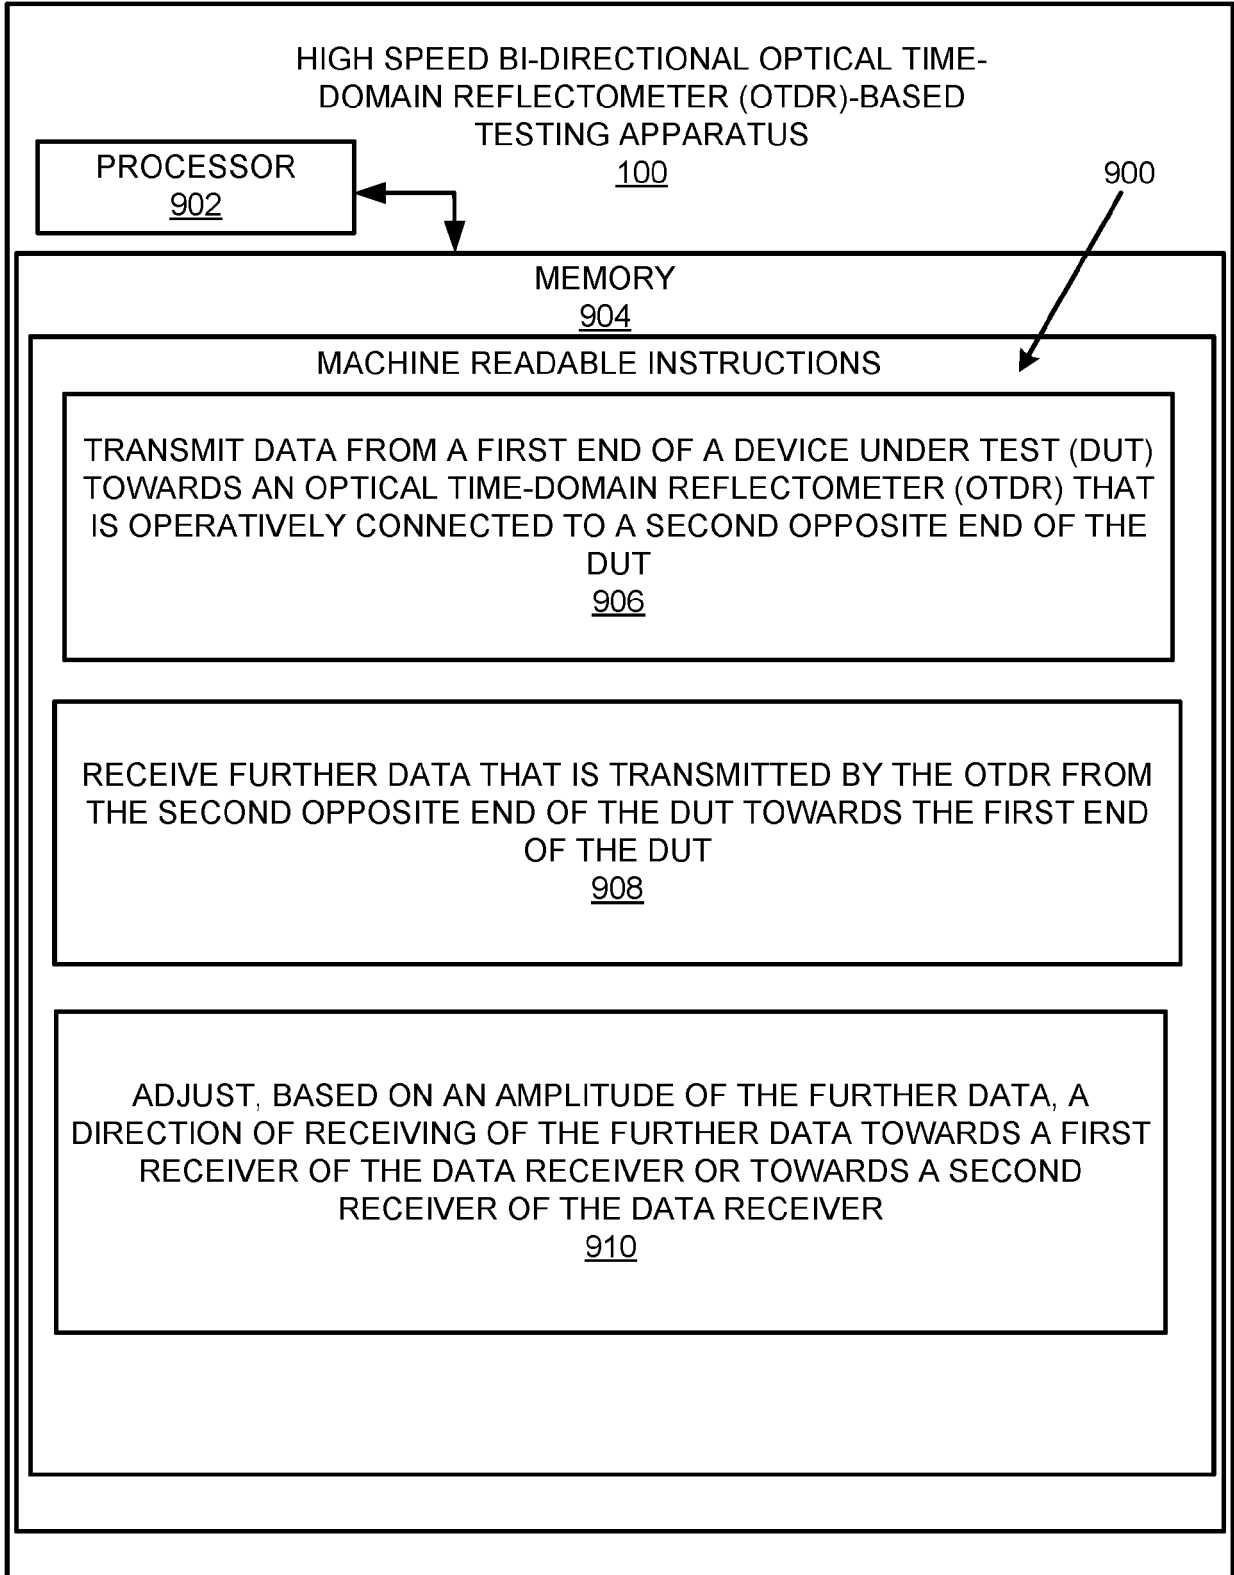 HIGH SPEED BI-DIRECTIONAL OPTICAL TIME-
DOMAIN REFLECTOMETER (OTDR)-BASED
TESTING APPARATUS
100
PROCESSOR
902
900
MEMORY
904
MACHINE READABLE INSTRUCTIONS
TRANSMIT DATA FROM A FIRST END OF A DEVICE UNDER TEST (DUT)
TOWARDS AN OPTICAL TIME-DOMAIN REFLECTOMETER (OTDR) THAT
IS OPERATIVELY CONNECTED TO A SECOND OPPOSITE END OF THE
DUT
906
RECEIVE FURTHER DATA THAT IS TRANSMITTED BY THE OTDR FROM
THE SECOND OPPOSITE END OF THE DUT TOWARDS THE FIRST END
OF THE DUT
908
ADJUST, BASED ON AN AMPLITUDE OF THE FURTHER DATA, A
DIRECTION OF RECEIVING OF THE FURTHER DATA TOWARDS A FIRST
RECEIVER OF THE DATA RECEIVER OR TOWARDS A SECOND
RECEIVER OF THE DATA RECEIVER
910